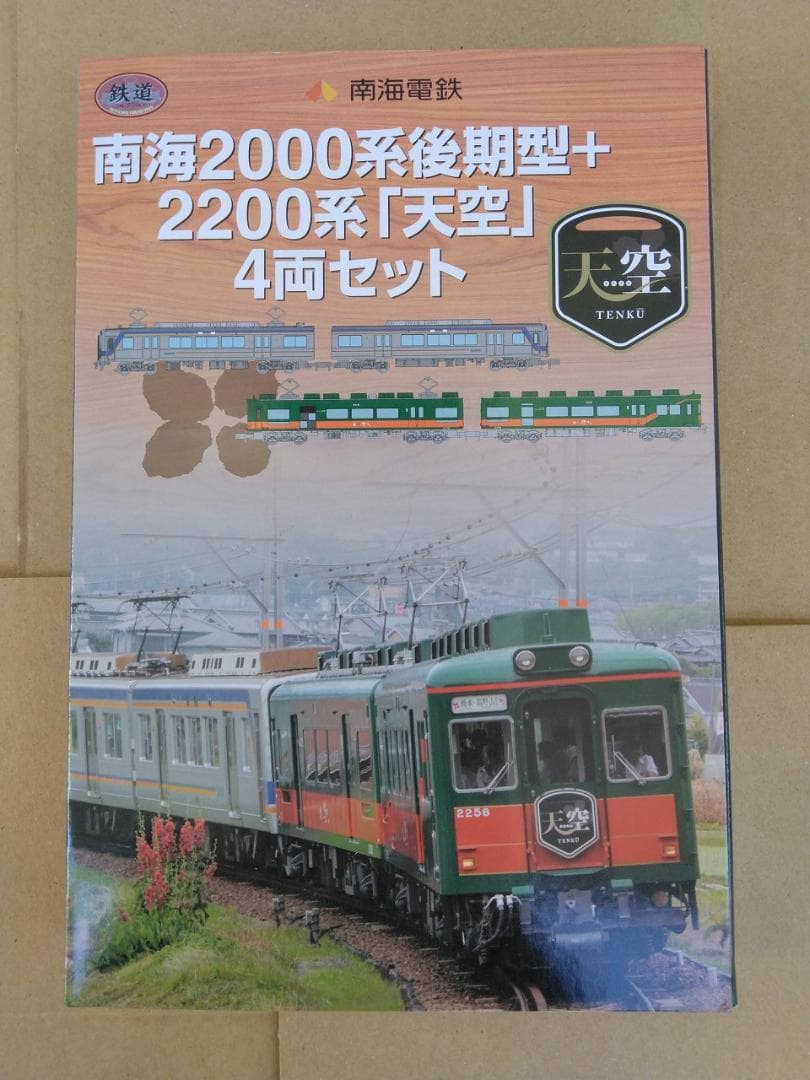 鉄道
南海電鉄
南海2000系後期型+
2200系「天空」
4両セット
天空
TENKŪ
2258
天空
TENKŪ